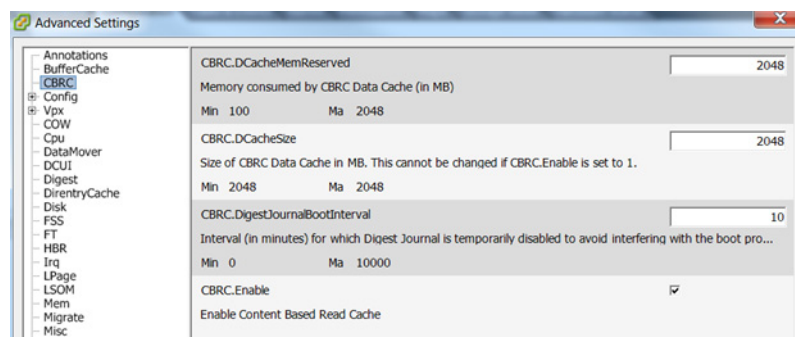 Advanced Settings
Annotations
BufferCache
CBRC
Config
Vpx
COW
Cpu
DataMover
DCUI
Digest
DirentryCache
Disk
FSS
FT
HBR
Irq
LPage
LSOM
Mem
Migrate
Misc
CBRC.DCacheMemReserved 2048
Memory consumed by CBRC Data Cache (in MB)
Min 100 Ma 2048
CBRC.DCacheSize 2048
Size of CBRC Data Cache in MB. This cannot be changed if CBRC.Enable is set to 1.
Min 2048 Ma 2048
CBRC.DigestJournalBootInterval 10
Interval (in minutes) for which Digest Journal is temporarily disabled to avoid interfering with the boot pro...
Min 0 Ma 10000
CBRC.Enable
Enable Content Based Read Cache